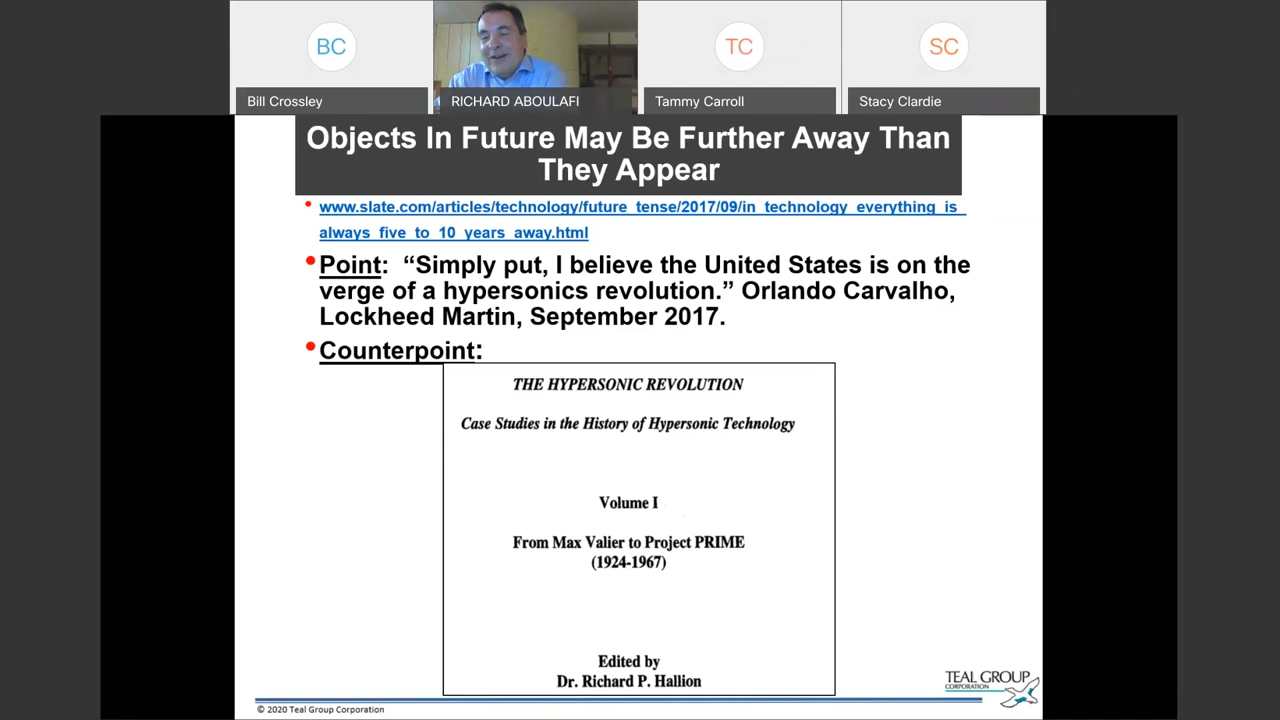 BC
TC
SC
Bill Crossley
RICHARD ABOULAFI
Tammy Carroll
Stacy Clardie
Objects In Future May Be Further Away Than
They Appear
• www.slate.com/articles/technology/future_tense/2017/09/in_technology_everything_is_
always_five_to_10_years_away.html
• Point: “Simply put, I believe the United States is on the
verge of a hypersonics revolution.” Orlando Carvalho,
Lockheed Martin, September 2017.
• Counterpoint:
THE HYPERSONIC REVOLUTION
Case Studies in the History of Hypersonic Technology
Volume I
From Max Valier to Project PRIME
(1924-1967)
Edited by
Dr. Richard P. Hallion
TEAL GROUP
CORPORATION
© 2020 Teal Group Corporation